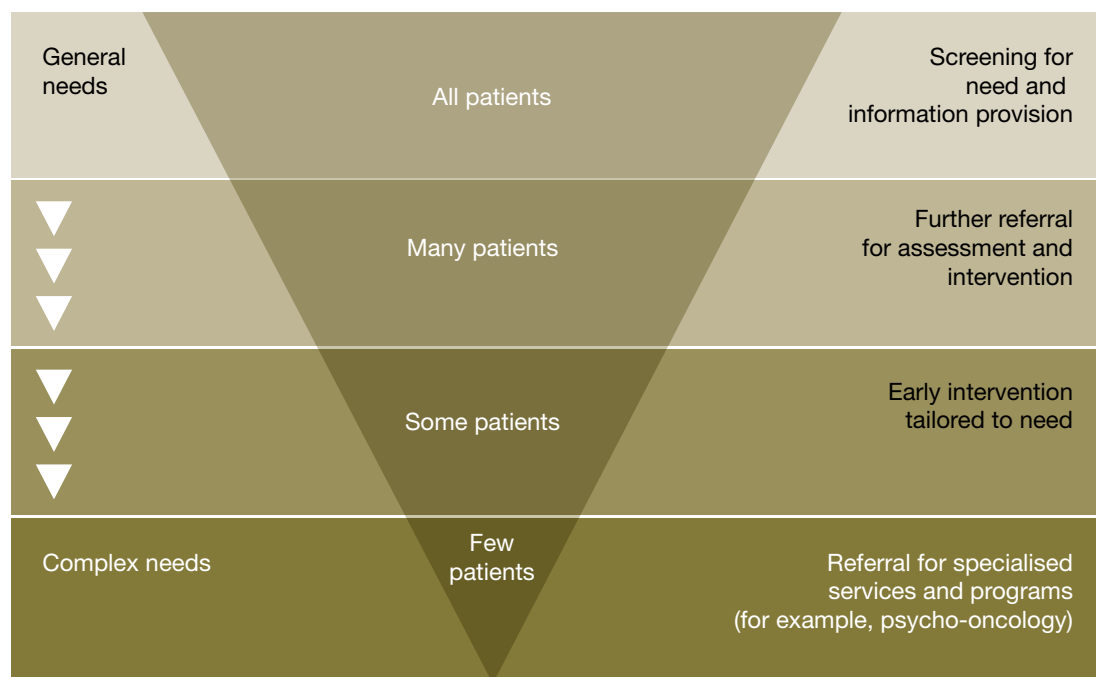 General
needs
All patients
Screening for
need and
information provision
Many patients
Further referral
for assessment and
intervention
Some patients
Early intervention
tailored to need
Complex needs
Few
patients
Referral for specialised
services and programs
(for example, psycho-oncology)